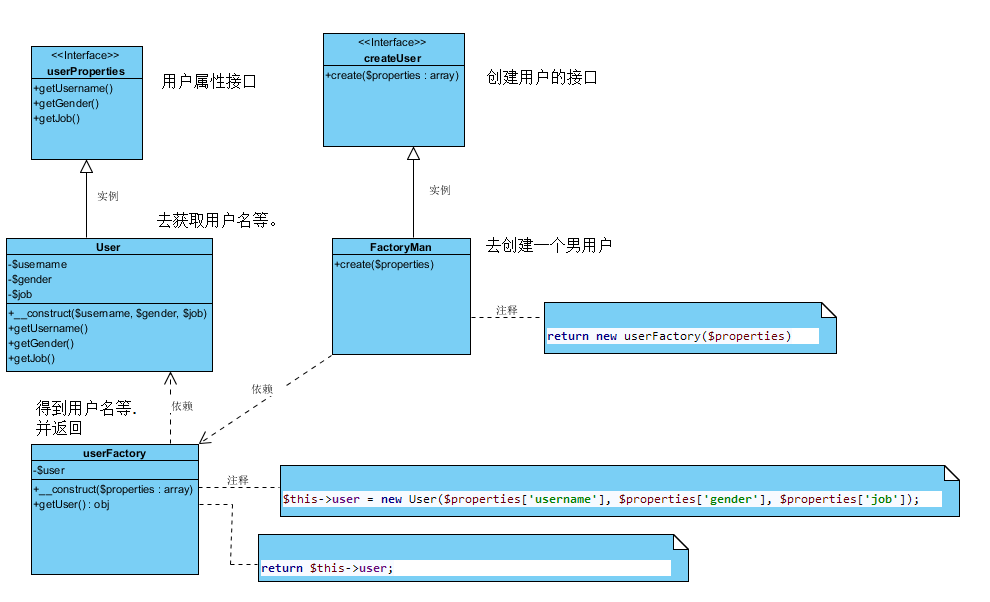 <<Interface>>
userProperties
+getUsername()
+getGender()
+getJob()
用户属性接口
<<Interface>>
createUser
+create($properties : array)
创建用户的接口
实例
实例
去获取用户名等。
User
-$username
-$gender
-$job
+__construct($username, $gender, $job)
+getUsername()
+getGender()
+getJob()
FactoryMan
+create($properties)
去创建一个男用户
注释
return new userFactory($properties)
依赖
依赖
得到用户名等.
并返回
userFactory
-$user
+__construct($properties : array)
+getUser() : obj
注释
$this->user = new User($properties['username'], $properties['gender'], $properties['job']);
return $this->user;